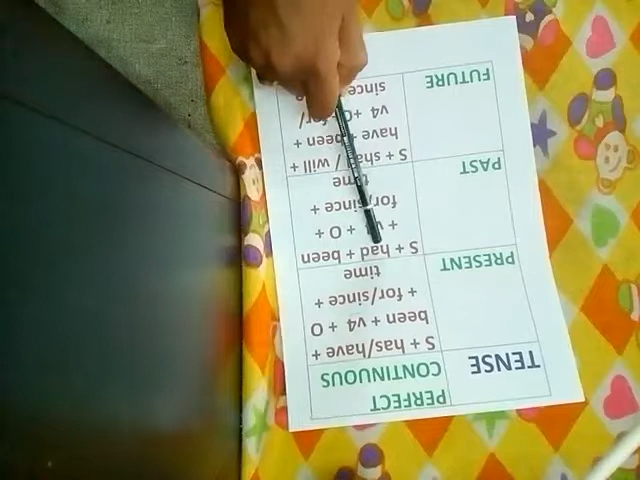 TENSE
PERFECT
CONTINUOUS
PRESENT
S + has/have +
been + v4 + O
+ for/since +
time
PAST
S + had + been
+ v4 + O +
for/since +
time
FUTURE
S + shall / will +
have + been +
v4 + O + for/
since